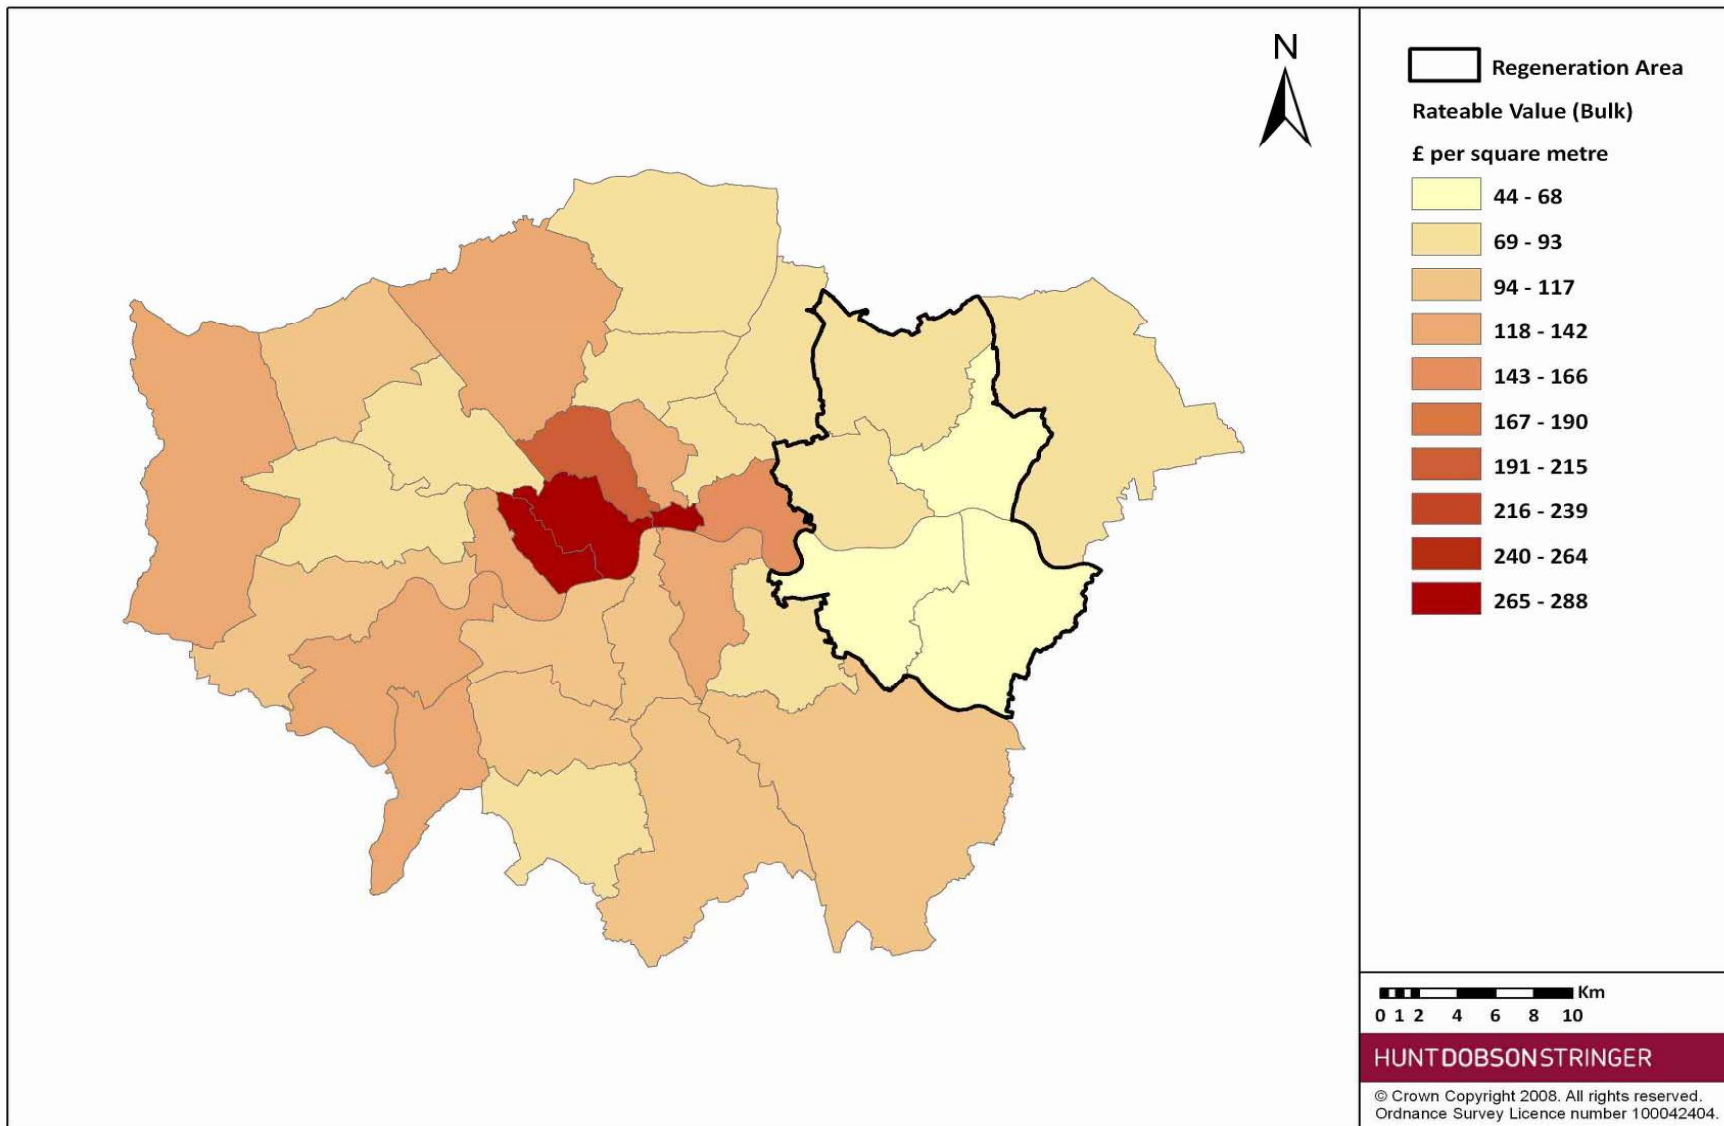 N
Regeneration Area
Rateable Value (Bulk)
£ per square metre
44 - 68
69 - 93
94 - 117
118 - 142
143 - 166
167 - 190
191 - 215
216 - 239
240 - 264
265 - 288
Km
0 1 2 4 6 8 10
HUNTDOBSONSTRINGER
© Crown Copyright 2008. All rights reserved.
Ordnance Survey Licence number 100042404.